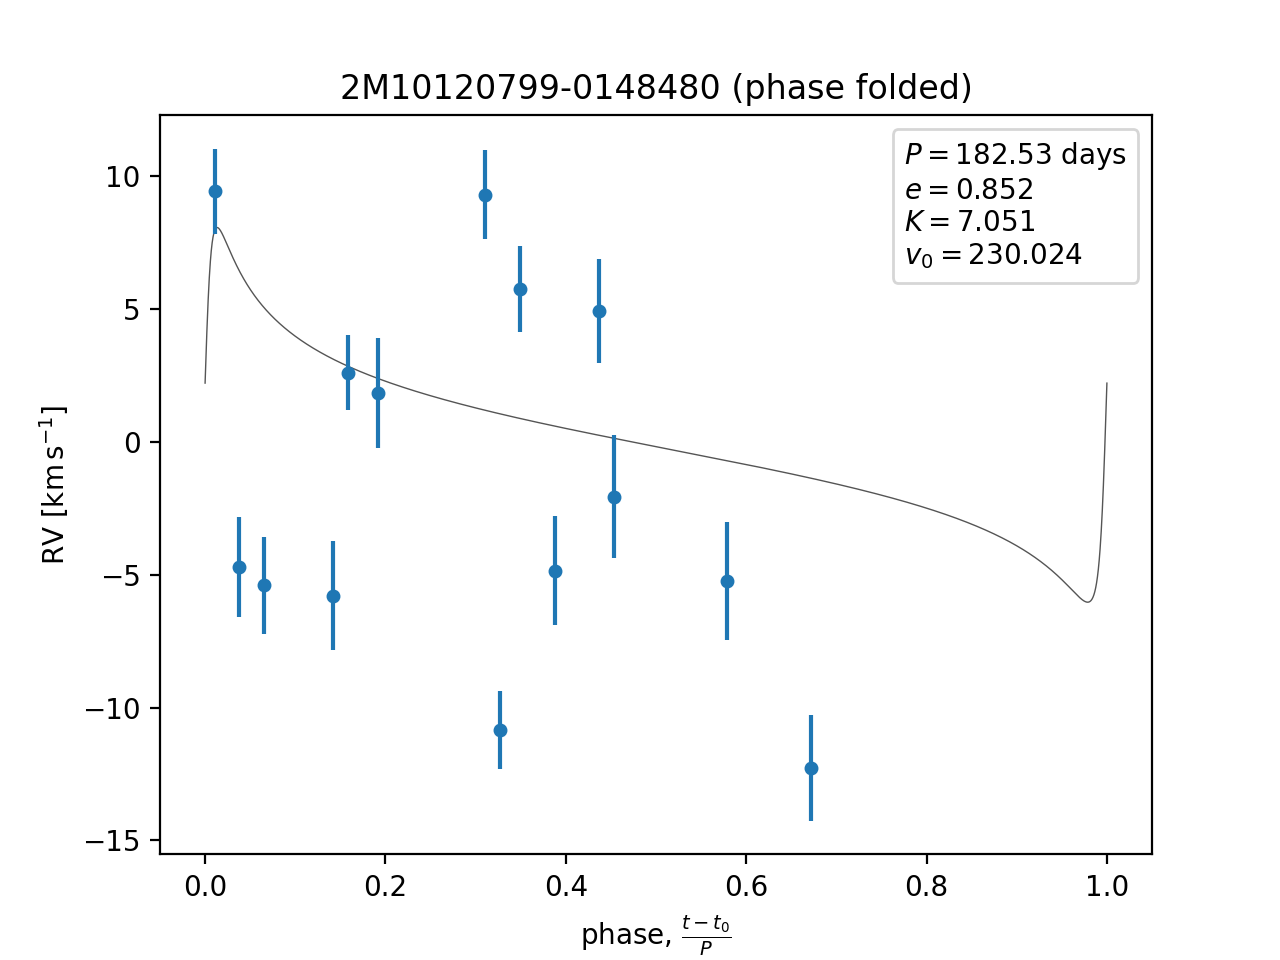 2M10120799-0148480 (phase folded)
P = 182.53 days
e = 0.852
K = 7.051
v₀ = 230.024
RV [km s⁻¹]
10
5
0
−5
−10
−15
0.0 0.2 0.4 0.6 0.8 1.0
phase, (t − t₀)/P